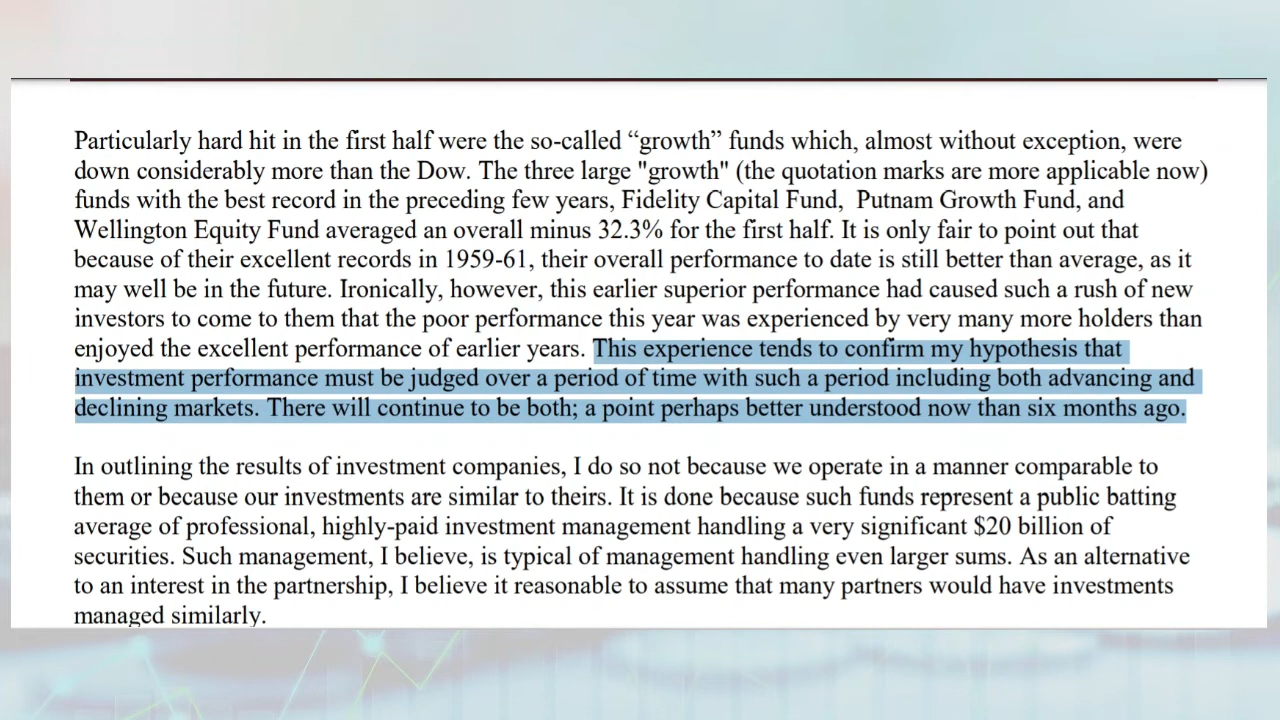 Particularly hard hit in the first half were the so-called “growth” funds which, almost without exception, were
down considerably more than the Dow. The three large "growth" (the quotation marks are more applicable now)
funds with the best record in the preceding few years, Fidelity Capital Fund,  Putnam Growth Fund, and
Wellington Equity Fund averaged an overall minus 32.3% for the first half. It is only fair to point out that
because of their excellent records in 1959-61, their overall performance to date is still better than average, as it
may well be in the future. Ironically, however, this earlier superior performance had caused such a rush of new
investors to come to them that the poor performance this year was experienced by very many more holders than
enjoyed the excellent performance of earlier years. This experience tends to confirm my hypothesis that
investment performance must be judged over a period of time with such a period including both advancing and
declining markets. There will continue to be both; a point perhaps better understood now than six months ago.
In outlining the results of investment companies, I do so not because we operate in a manner comparable to
them or because our investments are similar to theirs. It is done because such funds represent a public batting
average of professional, highly-paid investment management handling a very significant $20 billion of
securities. Such management, I believe, is typical of management handling even larger sums. As an alternative
to an interest in the partnership, I believe it reasonable to assume that many partners would have investments
managed similarly.